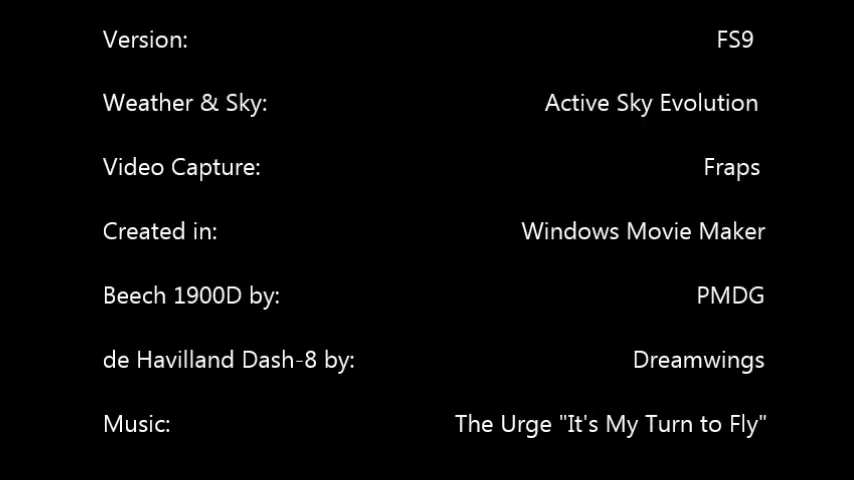 Version: FS9
Weather & Sky: Active Sky Evolution
Video Capture: Fraps
Created in: Windows Movie Maker
Beech 1900D by: PMDG
de Havilland Dash-8 by: Dreamwings
Music: The Urge "It's My Turn to Fly"